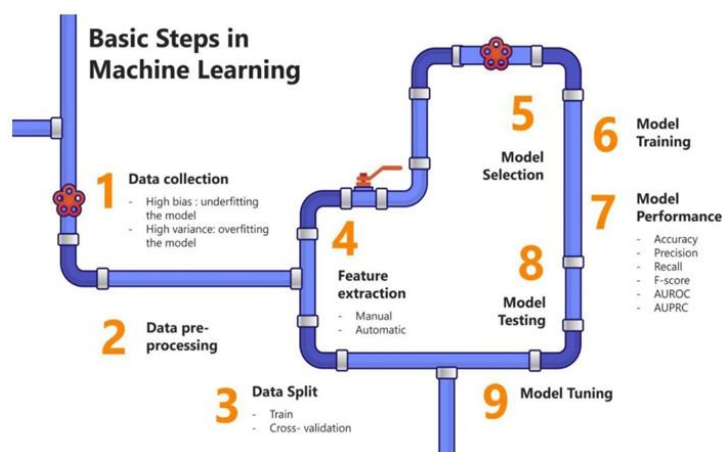 Basic Steps in
Machine Learning
1
Data collection
- High bias : underfitting
the model
- High variance: overfitting
the model
2
Data pre-
processing
3
Data Split
- Train
- Cross- validation
4
Feature
extraction
- Manual
- Automatic
5
Model
Selection
6
Model
Training
7
Model
Performance
- Accuracy
- Precision
- Recall
- F-score
- AUROC
- AUPRC
8
Model
Testing
9
Model Tuning